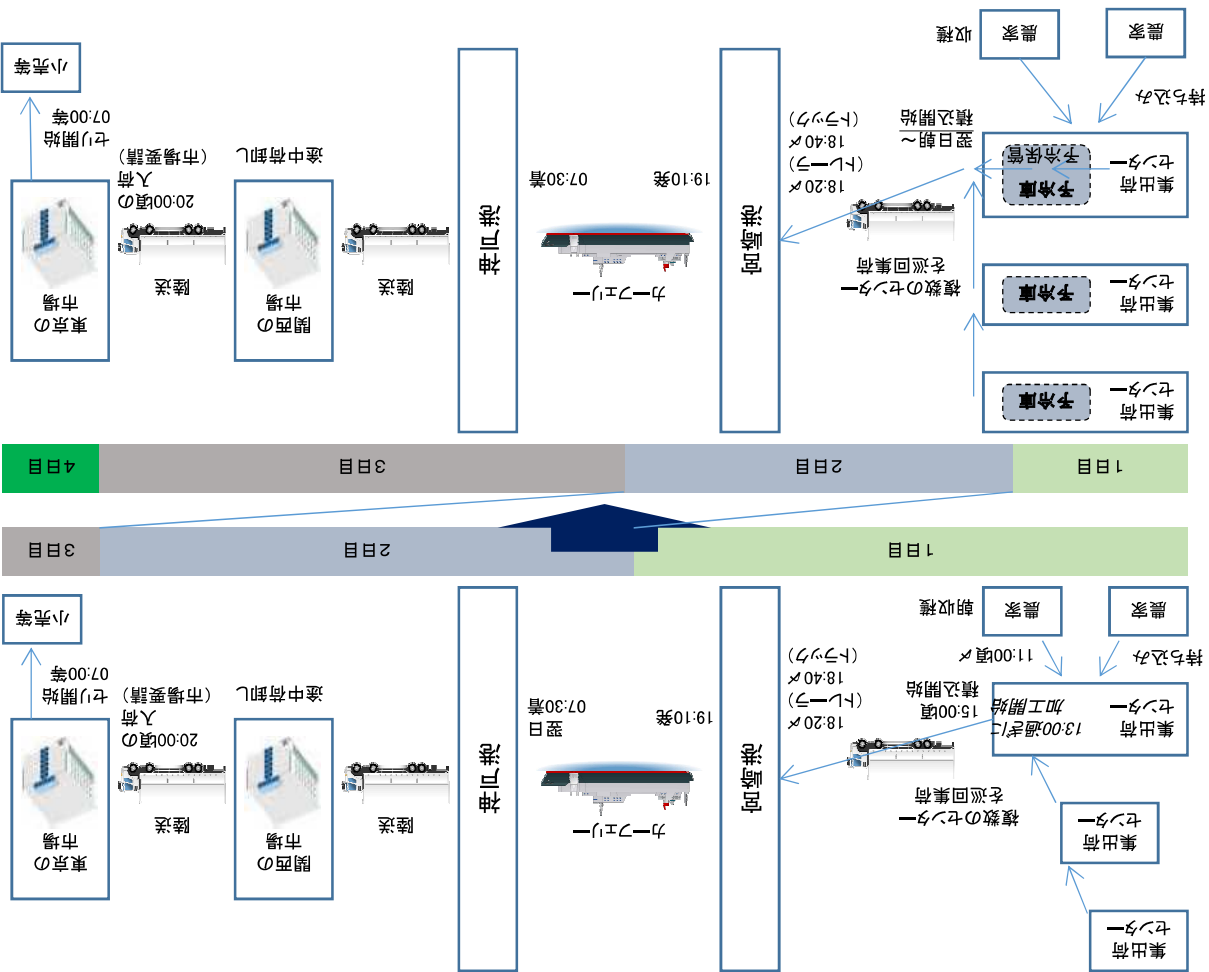 集出荷
センター
集出荷
センター
複数のセンター
を巡回集荷
集出荷
センター
13:00過ぎに
加工開始
15:00頃
積込開始
持ち込み
11:00頃〆
農家
農家
朝収穫
18:20〆
（トレーラ）
18:40〆
（トラック）
宮崎港
カーフェリー
19:10発
翌日
07:30着
神戸港
陸送
関西の
市場
途中荷卸し
陸送
20:00頃の
入荷
（市場要請）
東京の
市場
セリ開始
07:00等
小売等
1日目
2日目
3日目
1日目
2日目
3日目
4日目
集出荷
センター
予冷庫
集出荷
センター
予冷庫
複数のセンター
を巡回集荷
集出荷
センター
予冷庫
予冷保管
翌日朝～
積込開始
持ち込み
農家
農家
収穫
18:20〆
（トレーラ）
18:40〆
（トラック）
宮崎港
カーフェリー
19:10発
07:30着
神戸港
陸送
関西の
市場
途中荷卸し
陸送
20:00頃の
入荷
（市場要請）
東京の
市場
セリ開始
07:00等
小売等